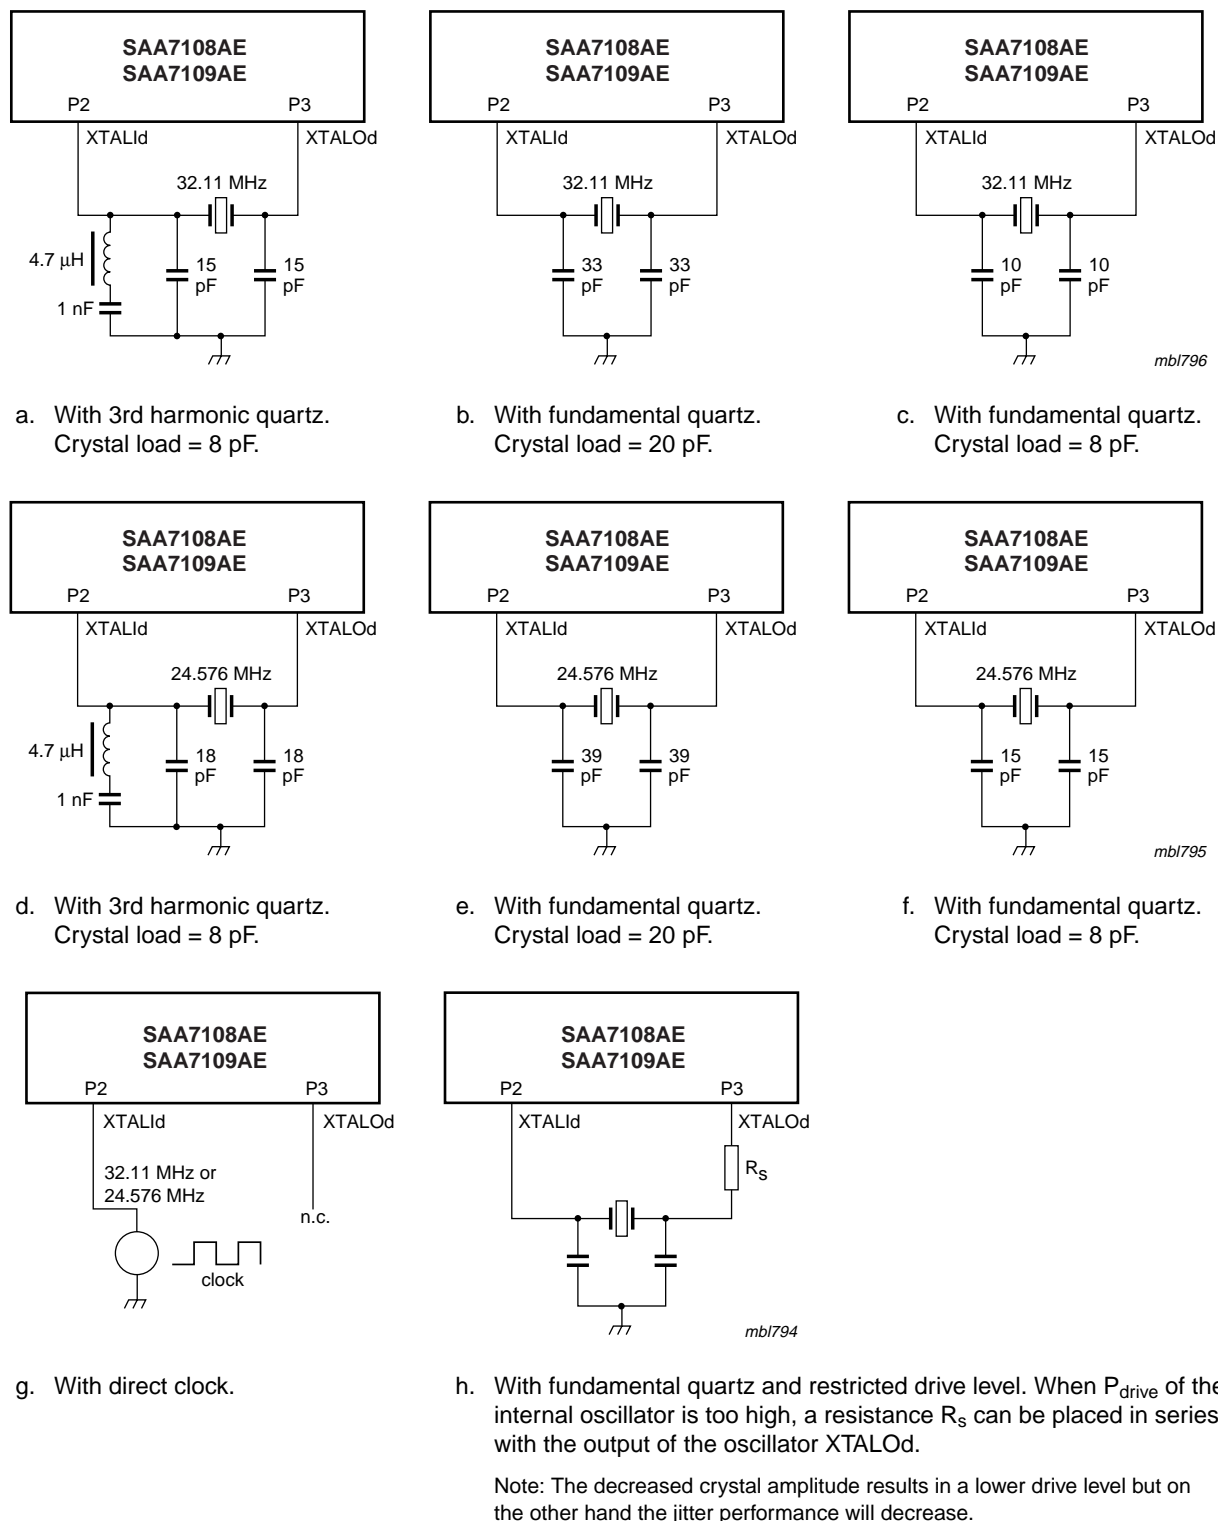 SAA7108AE
SAA7109AE
P2
P3
XTALId
XTALOd
32.11 MHz
4.7 μH
1 nF
15
pF
15
pF
SAA7108AE
SAA7109AE
P2
P3
XTALId
XTALOd
32.11 MHz
33
pF
33
pF
SAA7108AE
SAA7109AE
P2
P3
XTALId
XTALOd
32.11 MHz
10
pF
10
pF
mbl796
a. With 3rd harmonic quartz.
Crystal load = 8 pF.
b. With fundamental quartz.
Crystal load = 20 pF.
c. With fundamental quartz.
Crystal load = 8 pF.
SAA7108AE
SAA7109AE
P2
P3
XTALId
XTALOd
24.576 MHz
4.7 μH
1 nF
18
pF
18
pF
SAA7108AE
SAA7109AE
P2
P3
XTALId
XTALOd
24.576 MHz
39
pF
39
pF
SAA7108AE
SAA7109AE
P2
P3
XTALId
XTALOd
24.576 MHz
15
pF
15
pF
mbl795
d. With 3rd harmonic quartz.
Crystal load = 8 pF.
e. With fundamental quartz.
Crystal load = 20 pF.
f. With fundamental quartz.
Crystal load = 8 pF.
SAA7108AE
SAA7109AE
P2
P3
XTALId
XTALOd
32.11 MHz or
24.576 MHz
n.c.
clock
SAA7108AE
SAA7109AE
P2
P3
XTALId
XTALOd
Rs
mbl794
g. With direct clock.
h. With fundamental quartz and restricted drive level. When Pdrive of the
internal oscillator is too high, a resistance Rs can be placed in series
with the output of the oscillator XTALOd.
Note: The decreased crystal amplitude results in a lower drive level but on
the other hand the jitter performance will decrease.